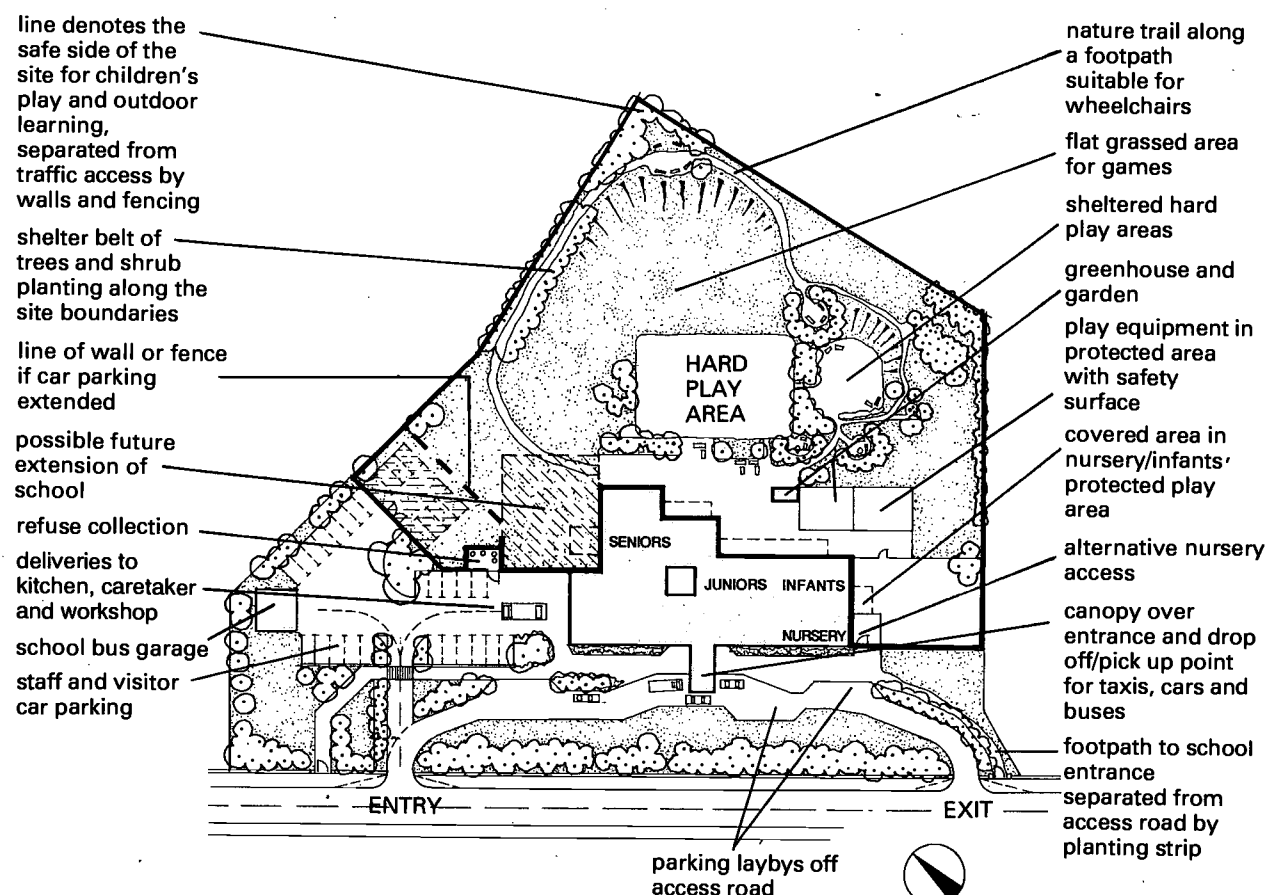 line denotes the
safe side of the
site for children's
play and outdoor
learning,
separated from
traffic access by
walls and fencing
shelter belt of
trees and shrub
planting along the
site boundaries
line of wall or fence
if car parking
extended
possible future
extension of
school
refuse collection
deliveries to
kitchen, caretaker
and workshop
school bus garage
staff and visitor
car parking
HARD
PLAY
AREA
SENIORS
JUNIORS INFANTS
NURSERY
ENTRY
EXIT
parking laybys off
access road
nature trail along
a footpath
suitable for
wheelchairs
flat grassed area
for games
sheltered hard
play areas
greenhouse and
garden
play equipment in
protected area
with safety
surface
covered area in
nursery/infants'
protected play
area
alternative nursery
access
canopy over
entrance and drop
off/pick up point
for taxis, cars and
buses
footpath to school
entrance
separated from
access road by
planting strip